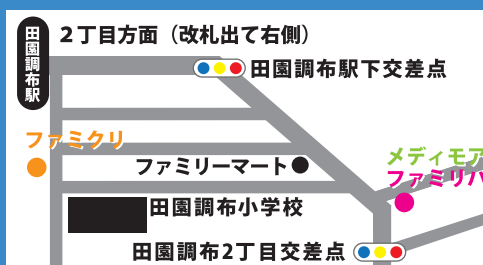 田園調布駅
２丁目方面（改札出て右側）
田園調布駅下交差点
ファミクリ
ファミリーマート
メディモア
ファミリ
田園調布小学校
田園調布2丁目交差点